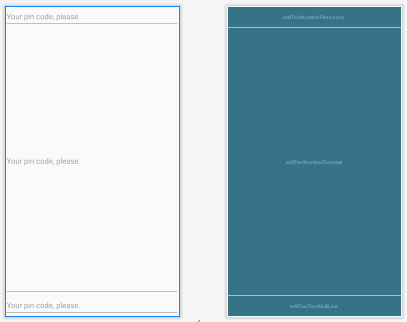 Your pin code, please.
editTextNumberPassword
Your pin code, please.
editTextNumberDecimal
Your pin code, please.
editTextTextMultiLine